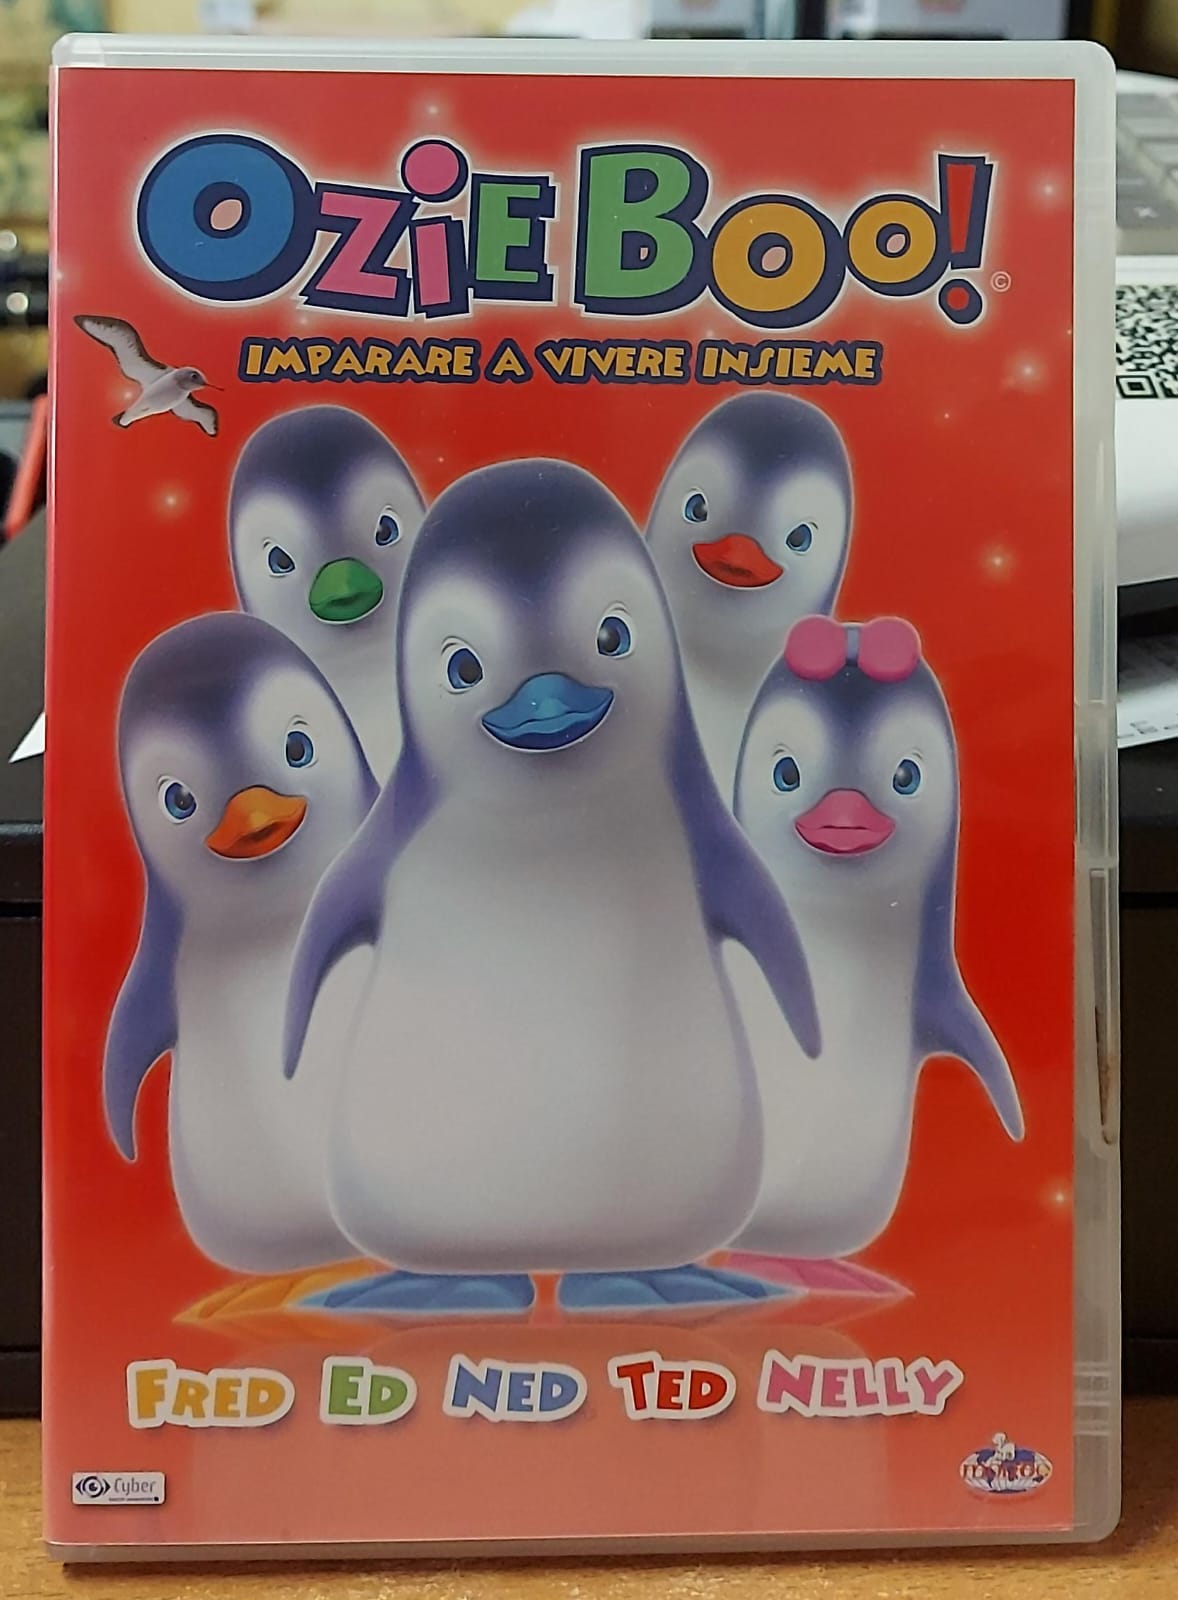 OZIE BOO!
©
IMPARARE A VIVERE INSIEME
FRED ED NED TED NELLY
Cyber